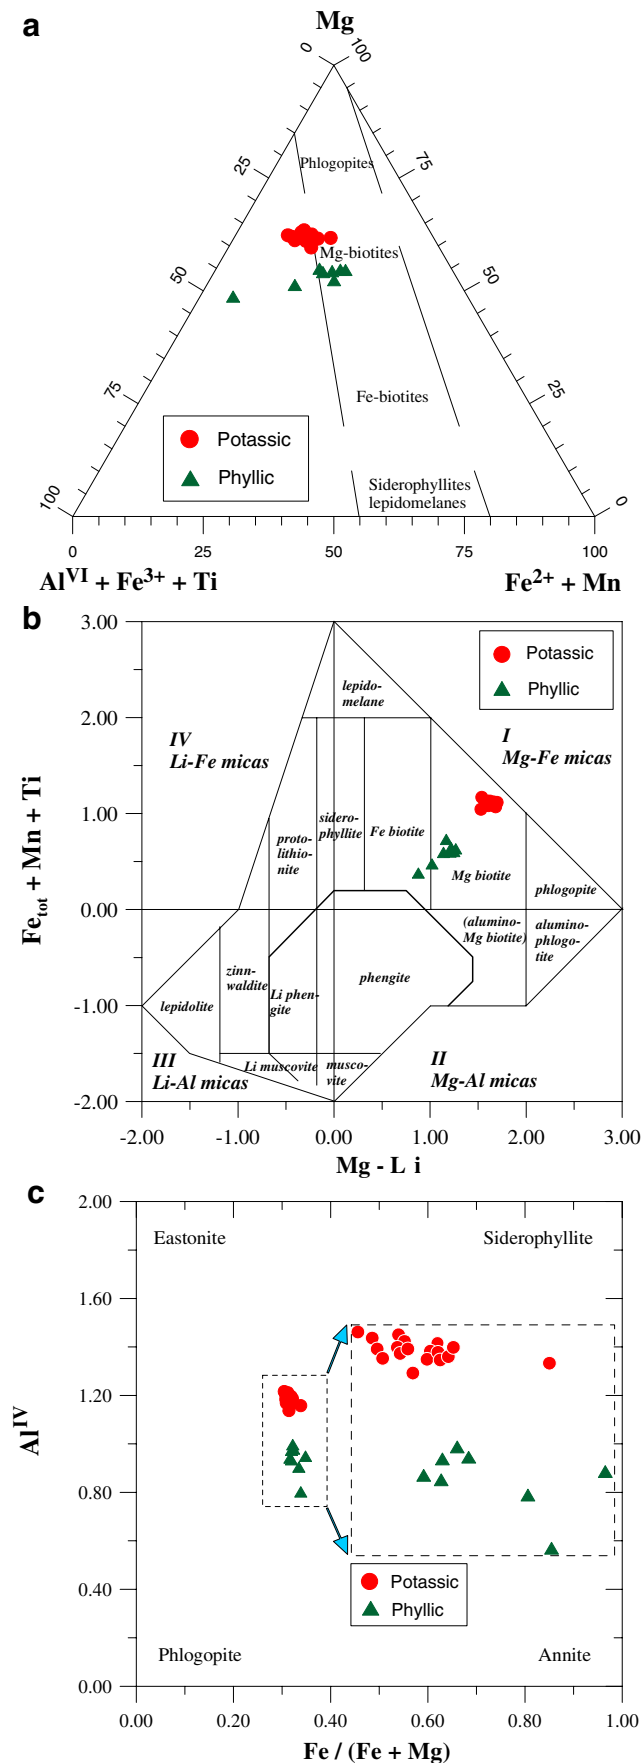 a
Mg
0
100
Phlogopites
25
75
Mg-biotites
50
50
Fe-biotites
75
25
Potassic
Phyllic
Siderophyllites
lepidomelanes
100
0
0
25
50
75
100
Al^VI + Fe^3+ + Ti
Fe^2+ + Mn
b
3.00
Potassic
Phyllic
lepido-
melane
2.00
IV
Li-Fe micas
I
Mg-Fe micas
Fe_tot + Mn + Ti
1.00
sidero-
phyllite
Fe biotite
proto-
lithio-
nite
Mg biotite
phlogopite
0.00
(alumino-
Mg biotite)
alumino-
phlogo-
tite
zinn-
waldite
phengite
Li phen-
gite
lepidolite
-1.00
III
Li-Al micas
Li muscovite
musco-
vite
II
Mg-Al micas
-2.00
-2.00
-1.00
0.00
1.00
2.00
3.00
Mg - L i
c
2.00
Eastonite
Siderophyllite
1.60
1.20
Al^IV
0.80
0.40
Potassic
Phyllic
Phlogopite
Annite
0.00
0.00
0.20
0.40
0.60
0.80
1.00
Fe / (Fe + Mg)